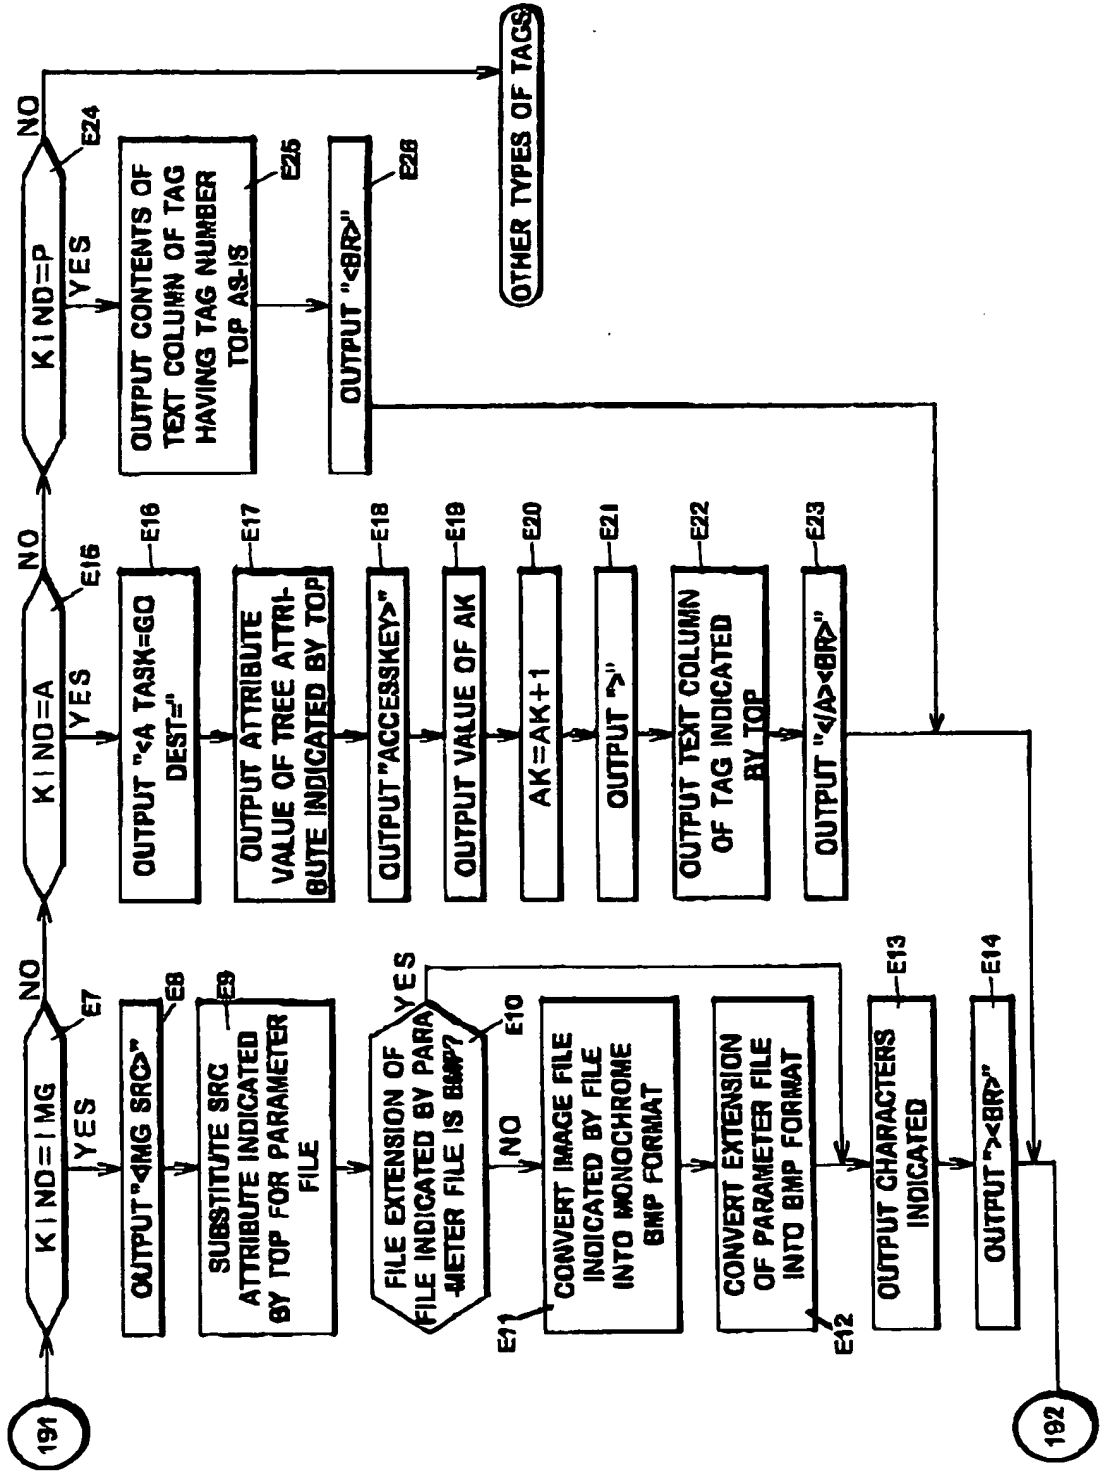 191
KIND=IMG
NO
E7
YES
OUTPUT"<IMG SRC>"
E8
SUBSTITUTE SRC
ATTRIBUTE INDICATED
BY TOP FOR PARAMETER
FILE
E9
FILE EXTENSION OF
FILE INDICATED BY PARA
-METER FILE IS BMP?
YES
E10
NO
CONVERT IMAGE FILE
INDICATED BY FILE
INTO MONOCHROME
BMP FORMAT
E11
CONVERT EXTENSION
OF PARAMETER FILE
INTO BMP FORMAT
E12
OUTPUT CHARACTERS
INDICATED
E13
OUTPUT "><BR>"
E14
192
KIND=A
NO
E15
YES
OUTPUT "<A TASK=GO
DEST="
E16
OUTPUT ATTRIBUTE
VALUE OF TREE ATTRI-
BUTE INDICATED BY TOP
E17
OUTPUT "ACCESSKEY>"
E18
OUTPUT VALUE OF AK
E19
AK=AK+1
E20
OUTPUT ">"
E21
OUTPUT TEXT COLUMN
OF TAG INDICATED
BY TOP
E22
OUTPUT "</A><BR>"
E23
KIND=P
NO
E24
YES
OUTPUT CONTENTS OF
TEXT COLUMN OF TAG
HAVING TAG NUMBER
TOP AS-IS
E25
OUTPUT "<BR>"
E26
OTHER TYPES OF TAGS